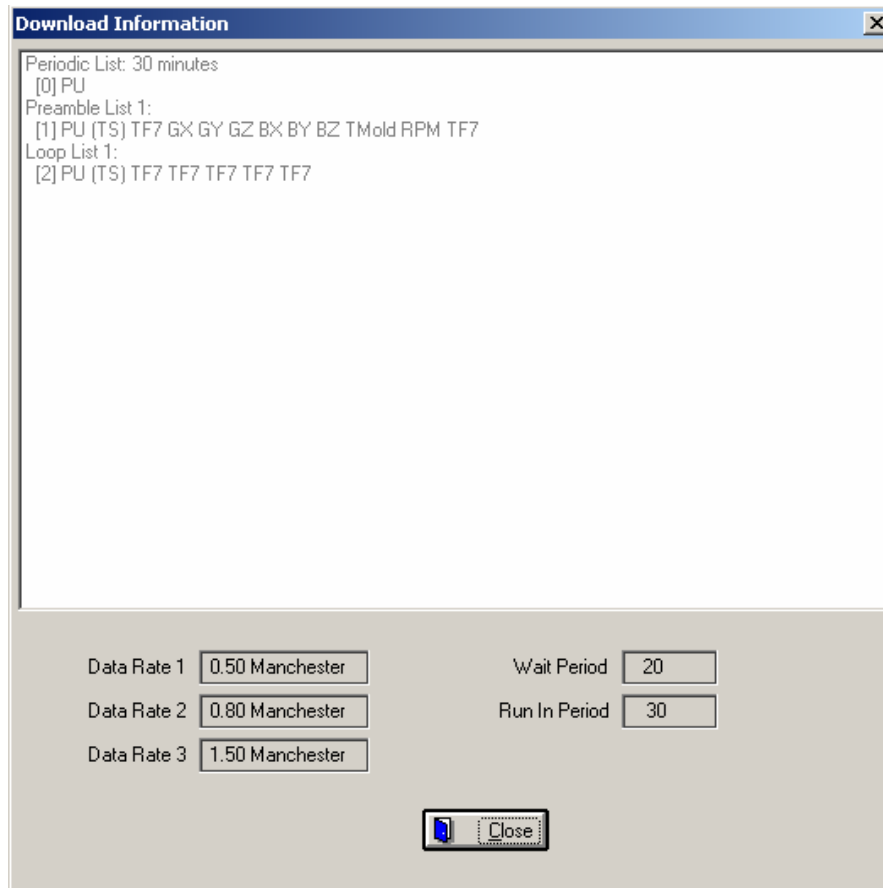 Download Information
Periodic List: 30 minutes
[0] PU
Preamble List 1:
[1] PU (TS) TF7 GX GY GZ BX BY BZ TMold RPM TF7
Loop List 1:
[2] PU (TS) TF7 TF7 TF7 TF7 TF7
Data Rate 1 0.50 Manchester Wait Period 20
Data Rate 2 0.80 Manchester Run In Period 30
Data Rate 3 1.50 Manchester
Close